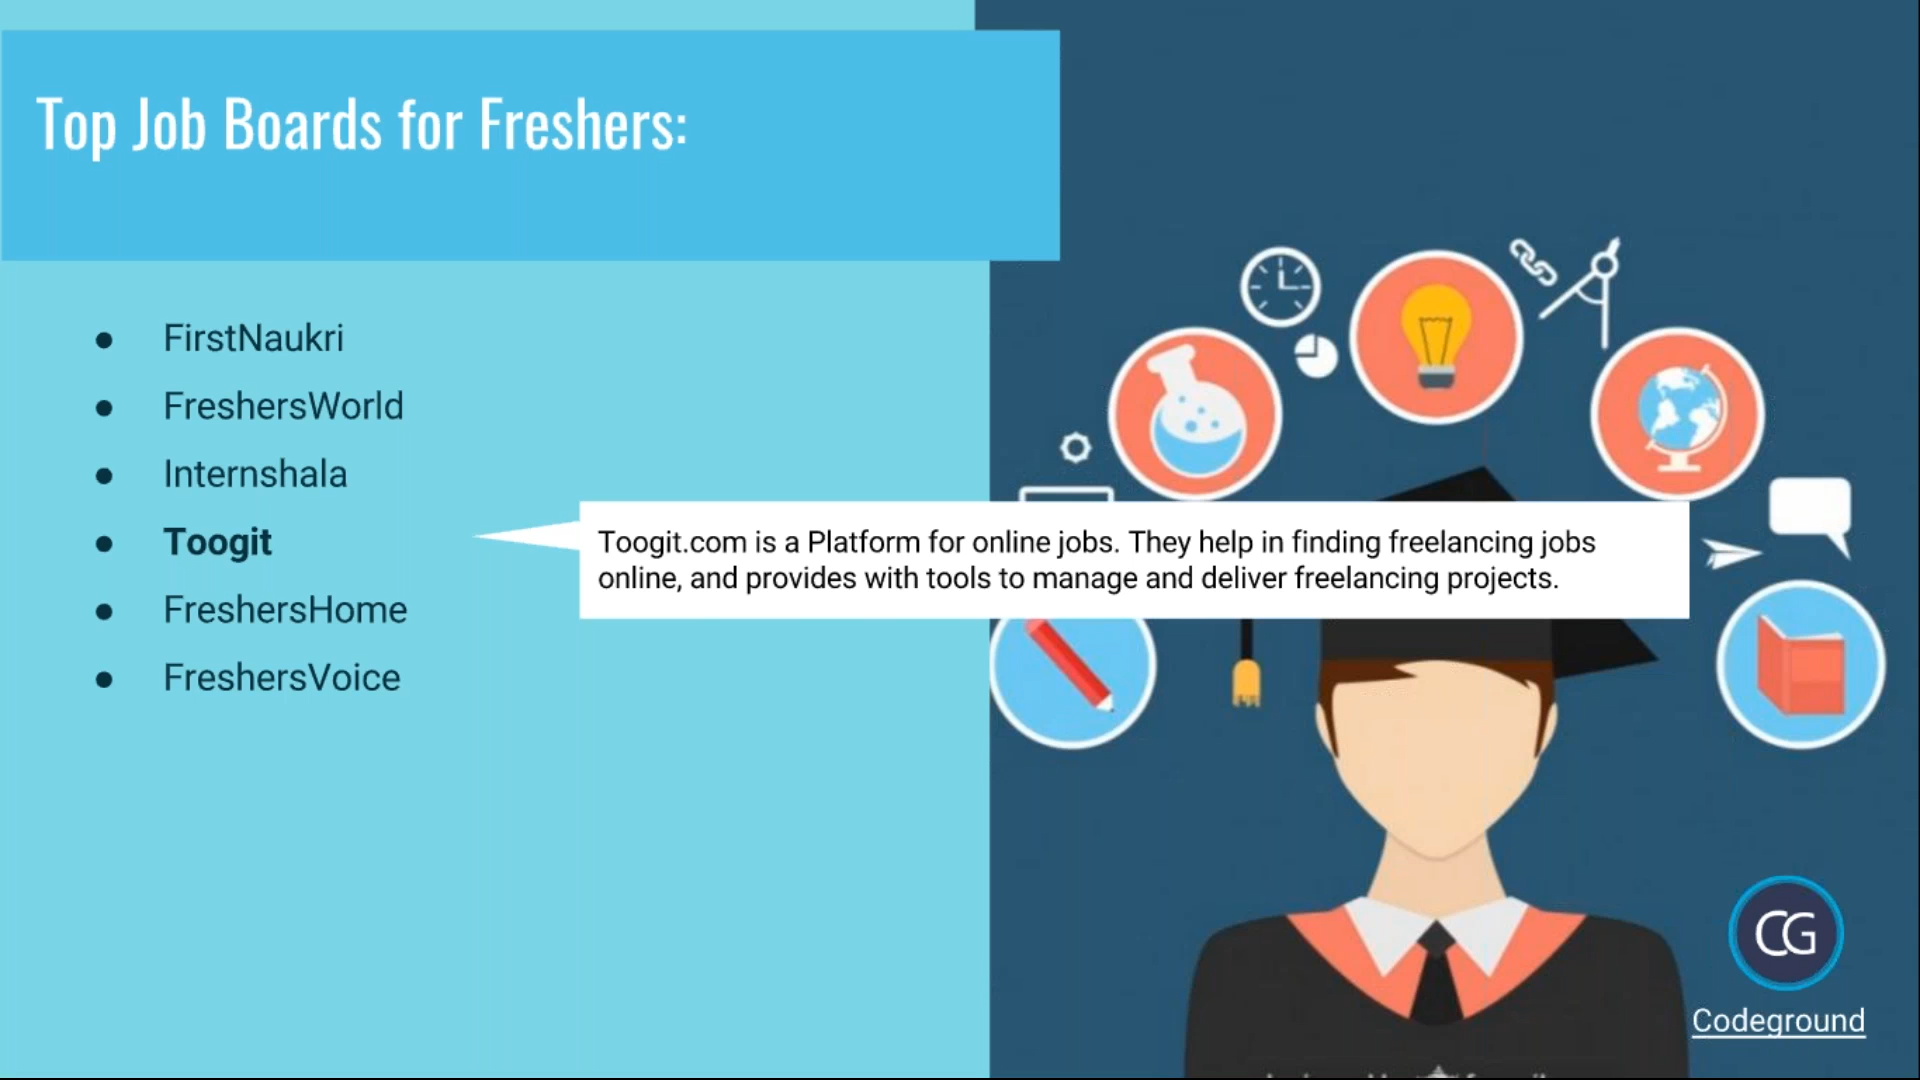 Top Job Boards for Freshers:
● FirstNaukri
● FreshersWorld
● Internshala
● Toogit
Toogit.com is a Platform for online jobs. They help in finding freelancing jobs
online, and provides with tools to manage and deliver freelancing projects.
● FreshersHome
● FreshersVoice
CG
Codeground